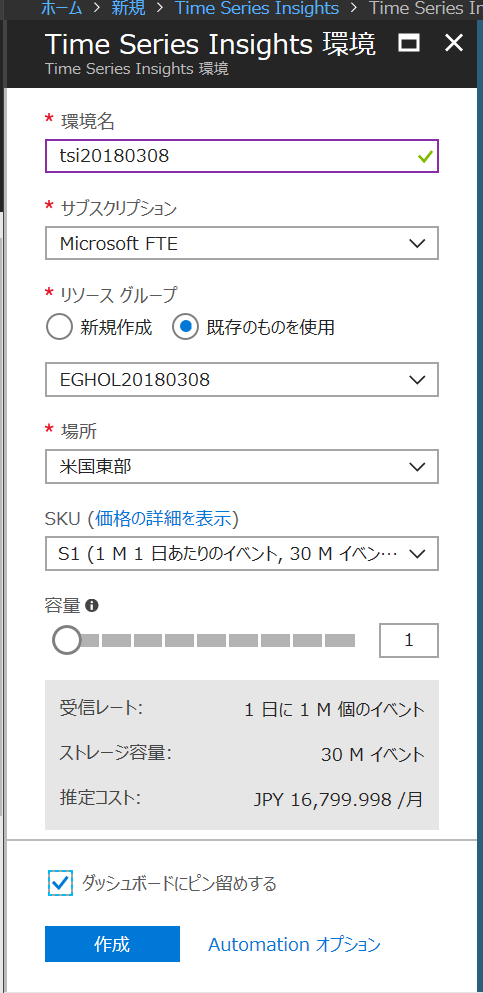 ホーム > 新規 > Time Series Insights > Time Series In
Time Series Insights 環境
Time Series Insights 環境
* 環境名
tsi20180308
* サブスクリプション
Microsoft FTE
* リソース グループ
新規作成 既存のものを使用
EGHOL20180308
* 場所
米国東部
SKU (価格の詳細を表示)
S1 (1 M 1 日あたりのイベント, 30 M イベン…
容量
1
受信レート: 1 日に 1 M 個のイベント
ストレージ容量: 30 M イベント
推定コスト: JPY 16,799.998 /月
ダッシュボードにピン留めする
作成 Automation オプション